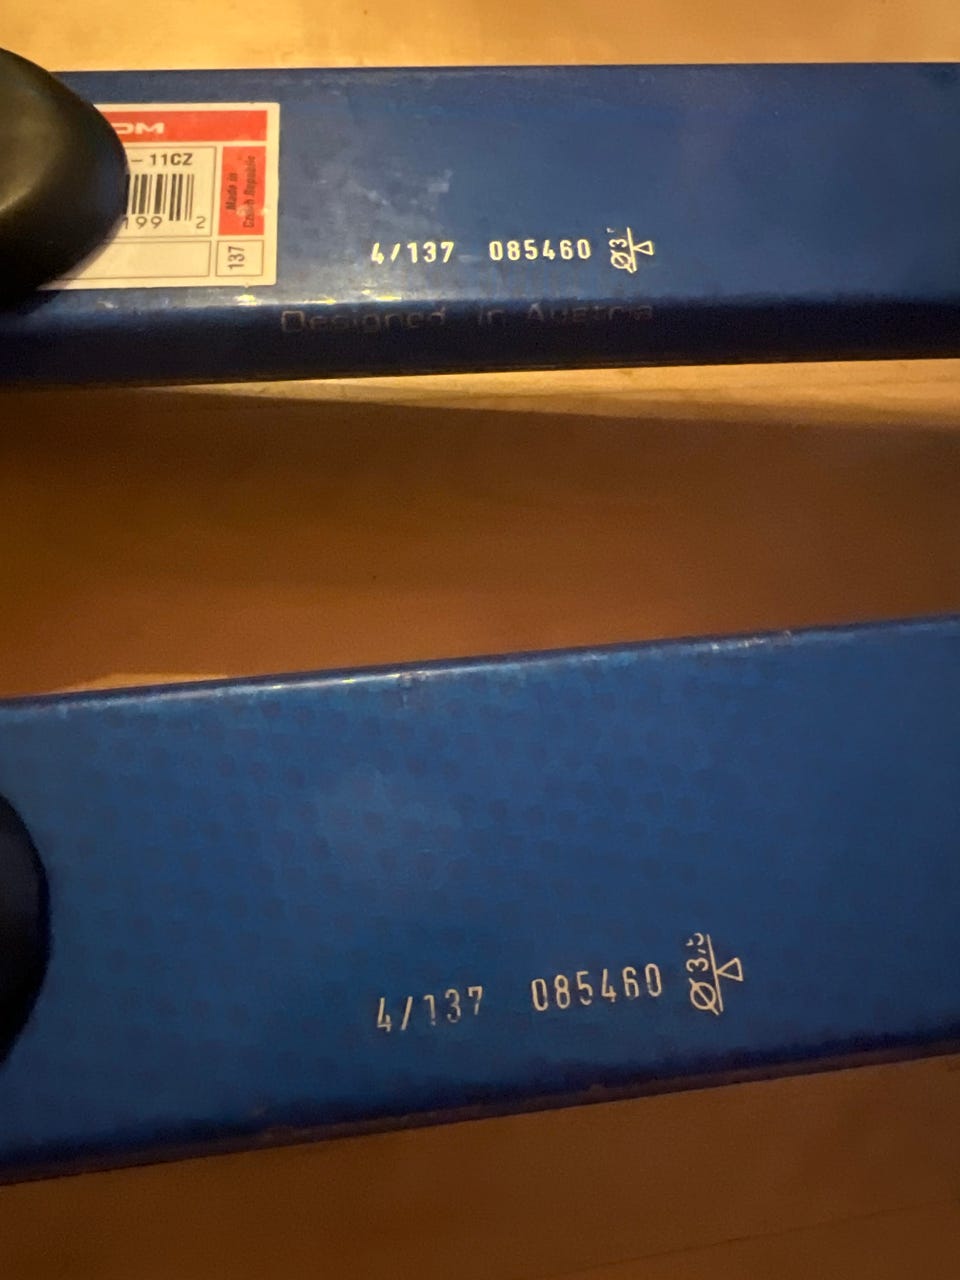 - 11CZ
Made in
Czech Republic
199 2
137
4/137 085460 Ø3,
Designed in Austria
4/137 085460 Ø3,5